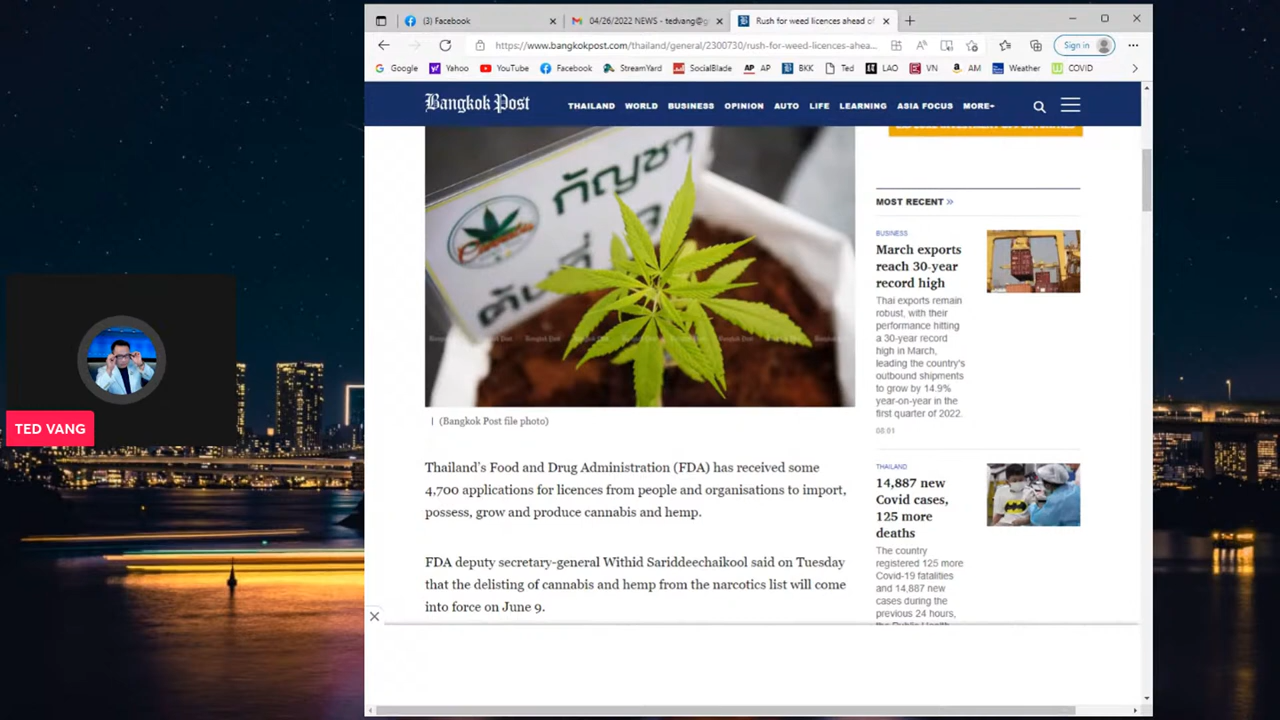 (3) Facebook
04/26/2022 NEWS - tedvang@g
Rush for weed licences ahead of
https://www.bangkokpost.com/thailand/general/2300730/rush-for-weed-licences-ahea...
Sign in
Google
Yahoo
YouTube
Facebook
StreamYard
SocialBlade
AP AP
BKK
Ted
LAO
VN
AM
Weather
COVID
Bangkok Post
THAILAND
WORLD
BUSINESS
OPINION
AUTO
LIFE
LEARNING
ASIA FOCUS
MORE+
กัญชา
MOST RECENT »
BUSINESS
March exports
reach 30-year
record high
Thai exports remain
robust, with their
performance hitting
a 30-year record
high in March,
leading the country's
outbound shipments
to grow by 14.9%
year-on-year in the
first quarter of 2022.
08:01
| (Bangkok Post file photo)
Thailand's Food and Drug Administration (FDA) has received some
4,700 applications for licences from people and organisations to import,
possess, grow and produce cannabis and hemp.
FDA deputy secretary-general Withid Sariddeechaikool said on Tuesday
that the delisting of cannabis and hemp from the narcotics list will come
into force on June 9.
THAILAND
14,887 new
Covid cases,
125 more
deaths
The country
registered 125 more
Covid-19 fatalities
and 14,887 new
cases during the
previous 24 hours,
TED VANG